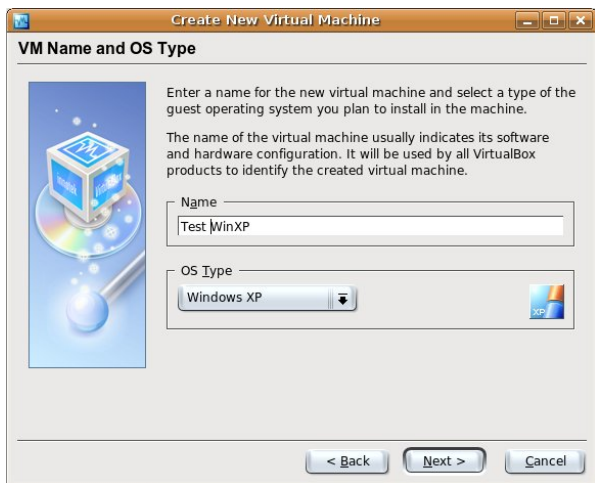 Create New Virtual Machine
VM Name and OS Type
Enter a name for the new virtual machine and select a type of the
guest operating system you plan to install in the machine.
The name of the virtual machine usually indicates its software
and hardware configuration. It will be used by all VirtualBox
products to identify the created virtual machine.
Name
Test WinXP
OS Type
Windows XP
XP
< Back
Next >
Cancel